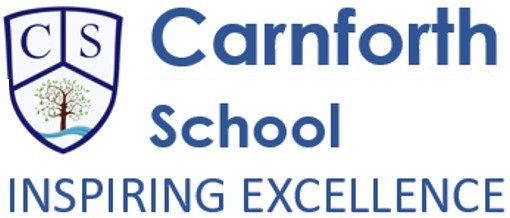 C S
Carnforth
School
INSPIRING EXCELLENCE